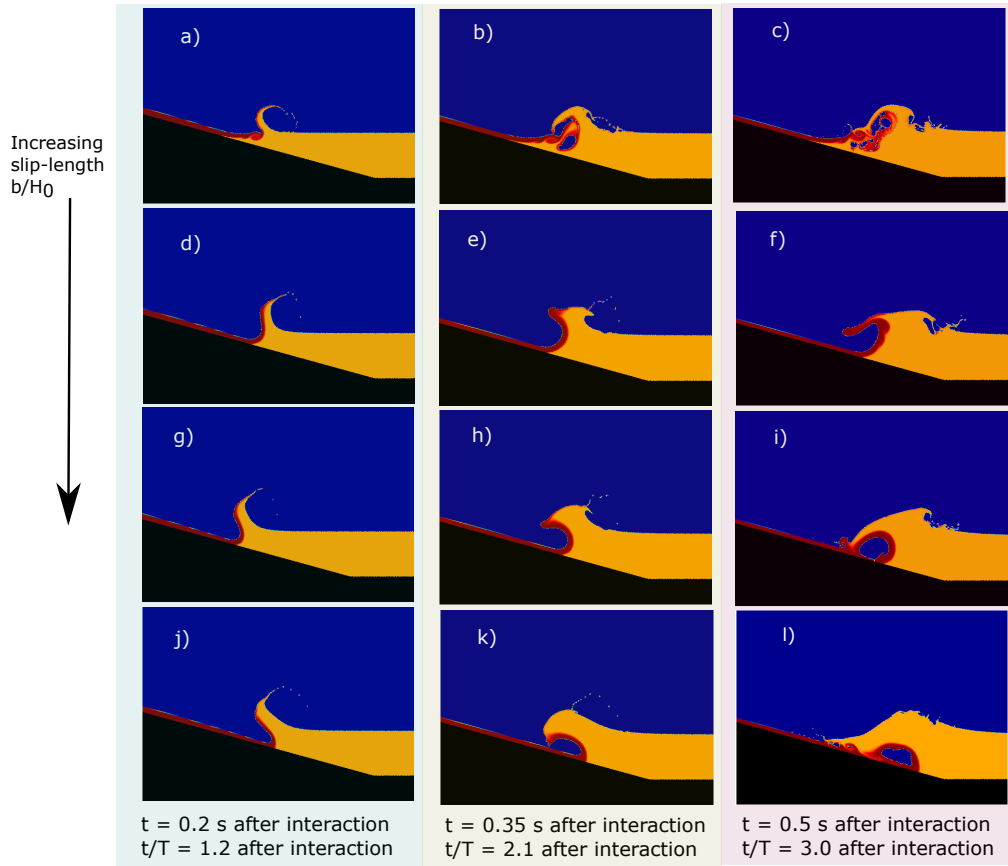 a)
b)
c)
Increasing
slip-length
b/H0
d)
e)
f)
g)
h)
i)
j)
k)
l)
t = 0.2 s after interaction
t/T = 1.2 after interaction
t = 0.35 s after interaction
t/T = 2.1 after interaction
t = 0.5 s after interaction
t/T = 3.0 after interaction